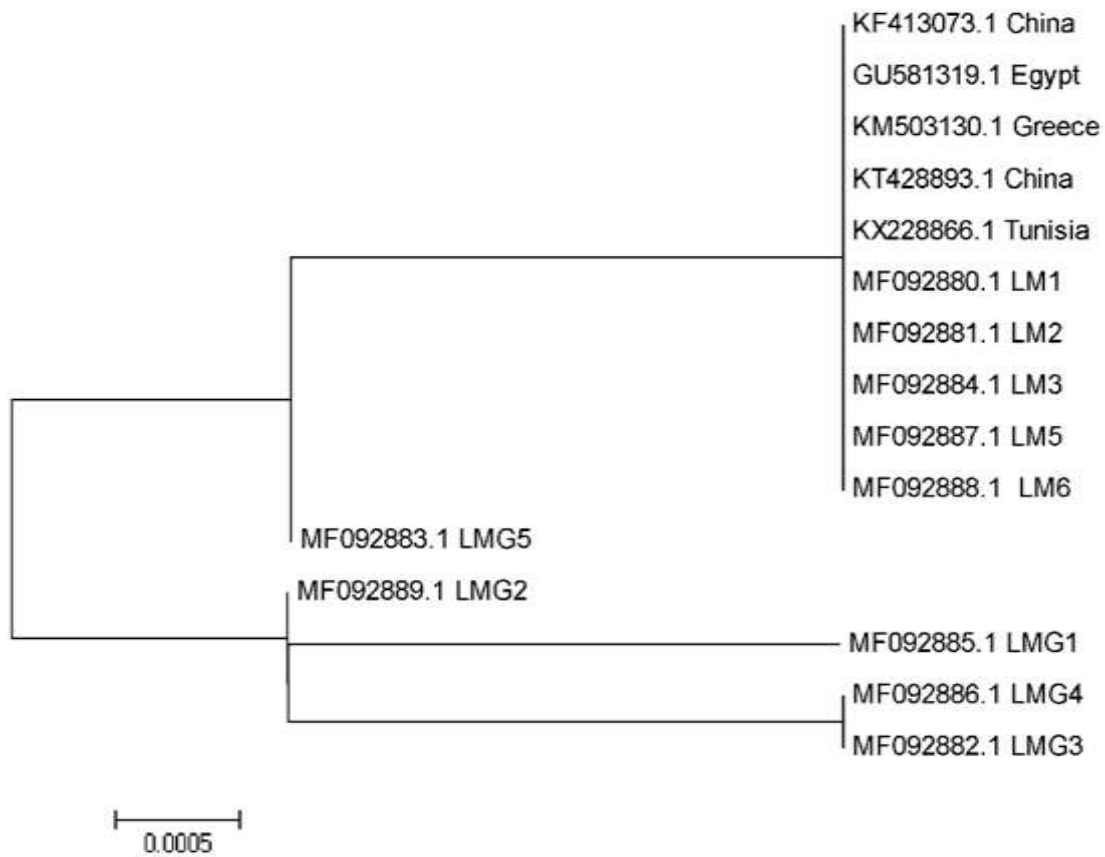 KF413073.1 China
GU581319.1 Egypt
KM503130.1 Greece
KT428893.1 China
KX228866.1 Tunisia
MF092880.1 LM1
MF092881.1 LM2
MF092884.1 LM3
MF092887.1 LM5
MF092888.1 LM6
MF092883.1 LMG5
MF092889.1 LMG2
MF092885.1 LMG1
MF092886.1 LMG4
MF092882.1 LMG3
0.0005